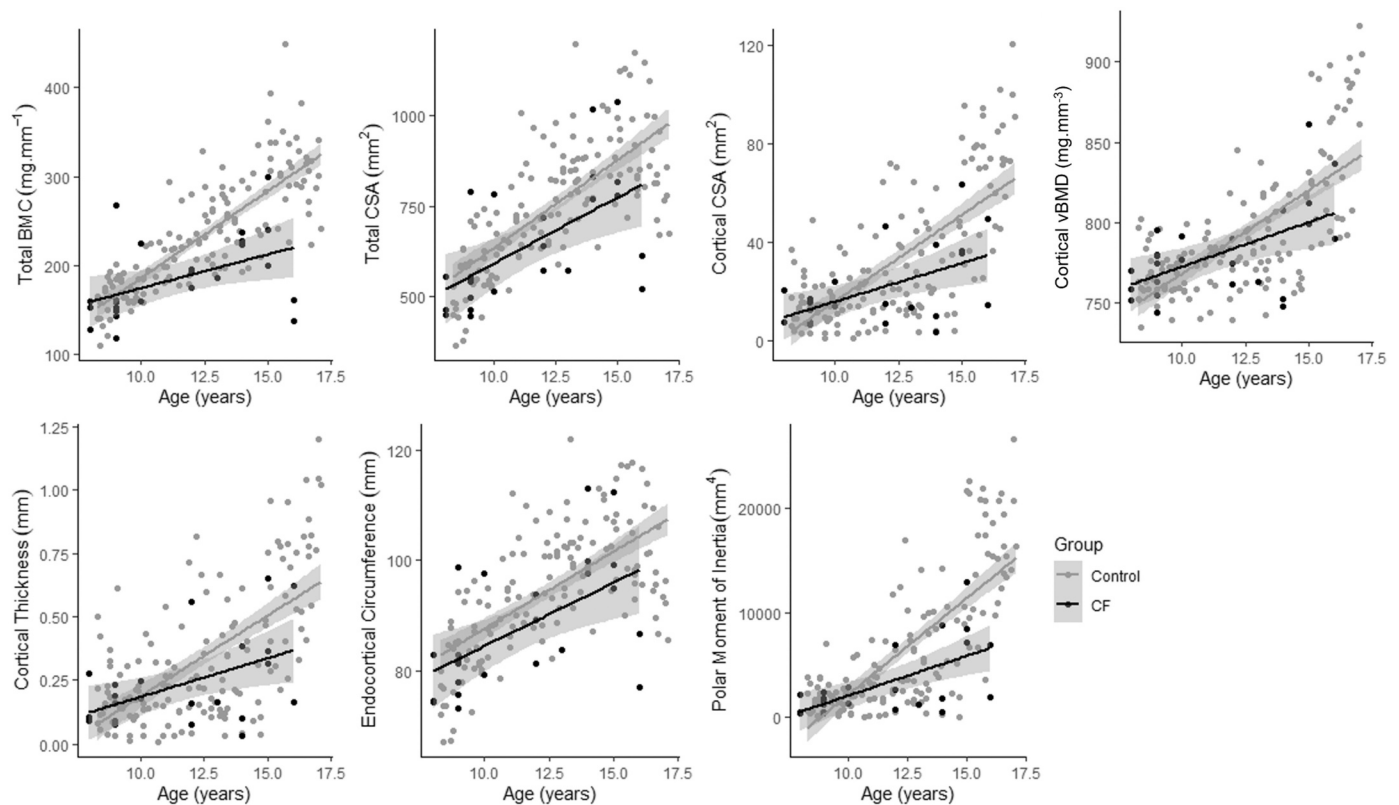 Total BMC (mg.mm⁻¹)
400
300
200
100
10.0 12.5 15.0 17.5
Age (years)
Total CSA (mm²)
1000
750
500
10.0 12.5 15.0 17.5
Age (years)
Cortical CSA (mm²)
120
80
40
0
10.0 12.5 15.0 17.5
Age (years)
Cortical vBMD (mg.mm⁻³)
900
850
800
750
10.0 12.5 15.0 17.5
Age (years)
Cortical Thickness (mm)
1.25
1.00
0.75
0.50
0.25
0.00
10.0 12.5 15.0 17.5
Age (years)
Endocortical Circumference (mm)
120
100
80
10.0 12.5 15.0 17.5
Age (years)
Polar Moment of Inertia(mm⁴)
20000
10000
0
10.0 12.5 15.0 17.5
Age (years)
Group
Control
CF